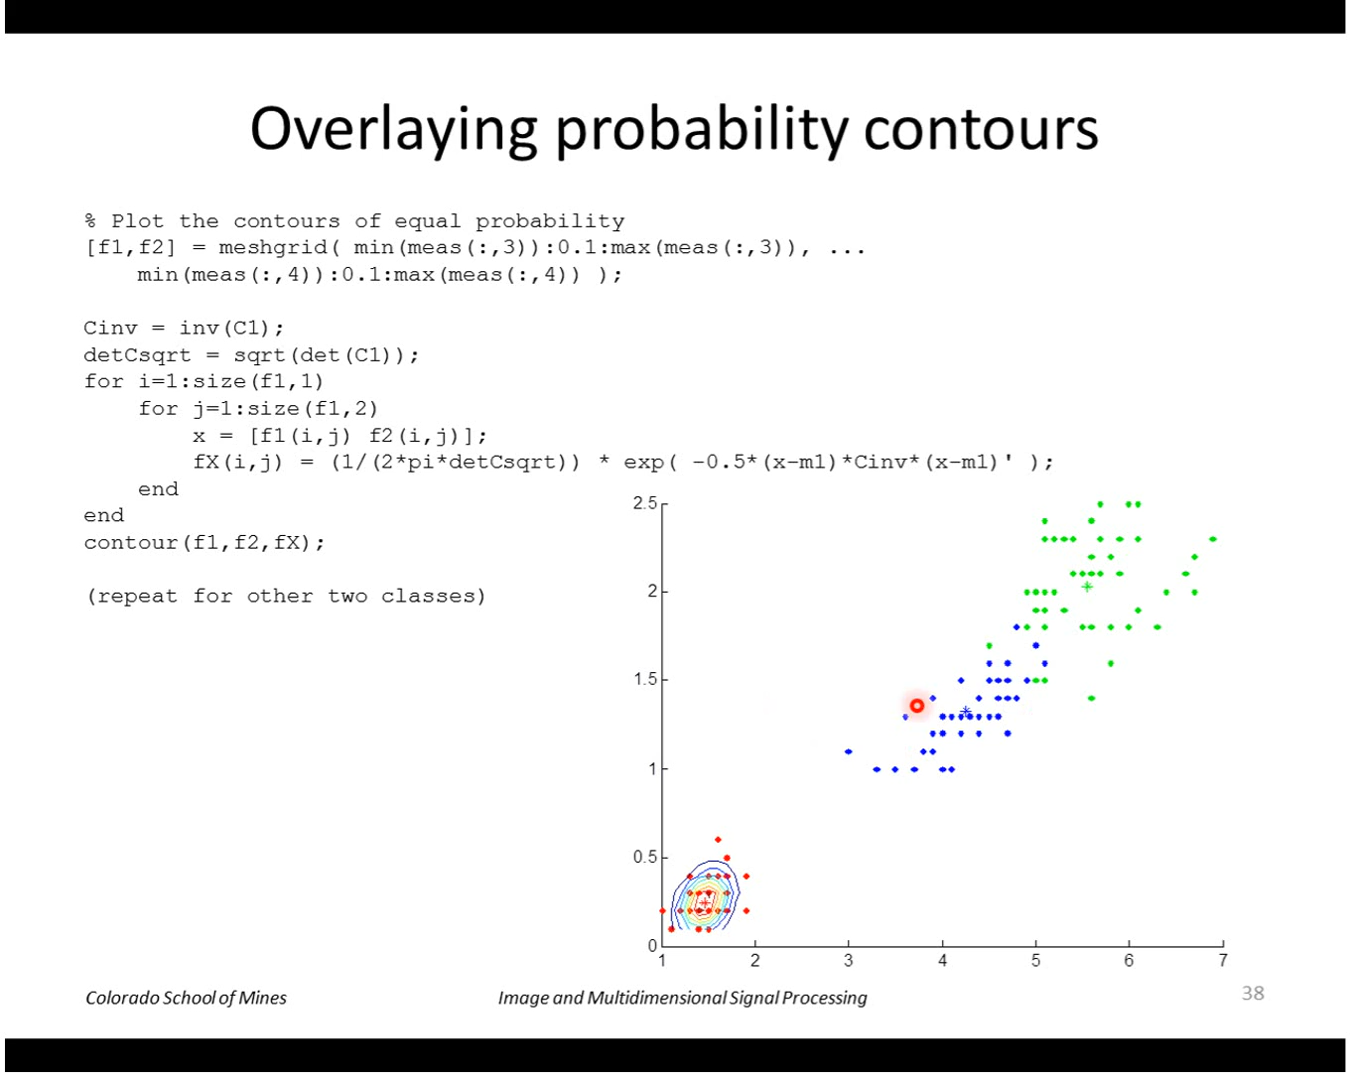 Overlaying probability contours
% Plot the contours of equal probability
[f1,f2] = meshgrid( min(meas(:,3)):0.1:max(meas(:,3)), ...
    min(meas(:,4)):0.1:max(meas(:,4)) );
Cinv = inv(C1);
detCsqrt = sqrt(det(C1));
for i=1:size(f1,1)
    for j=1:size(f1,2)
        x = [f1(i,j) f2(i,j)];
        fX(i,j) = (1/(2*pi*detCsqrt)) * exp( -0.5*(x-m1)*Cinv*(x-m1)' );
    end
end
contour(f1,f2,fX);
(repeat for other two classes)
2.5
2
1.5
1
0.5
0
1 2 3 4 5 6 7
Colorado School of Mines Image and Multidimensional Signal Processing 38